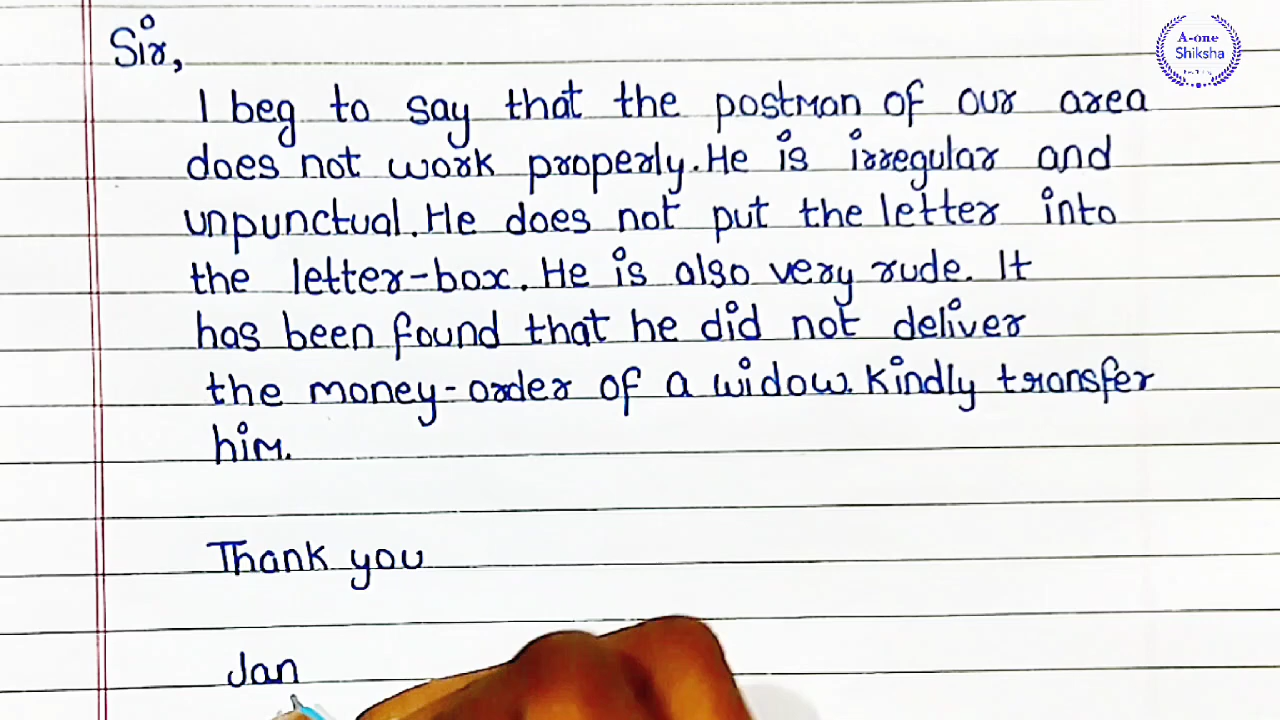 Sir,
A-one
Shiksha
I beg to say that the postman of our area
does not work properly. He is irregular and
unpunctual. He does not put the letter into
the letter-box. He is also very rude. It
has been found that he did not deliver
the money-order of a widow. Kindly transfer
him.
Thank you
Jan